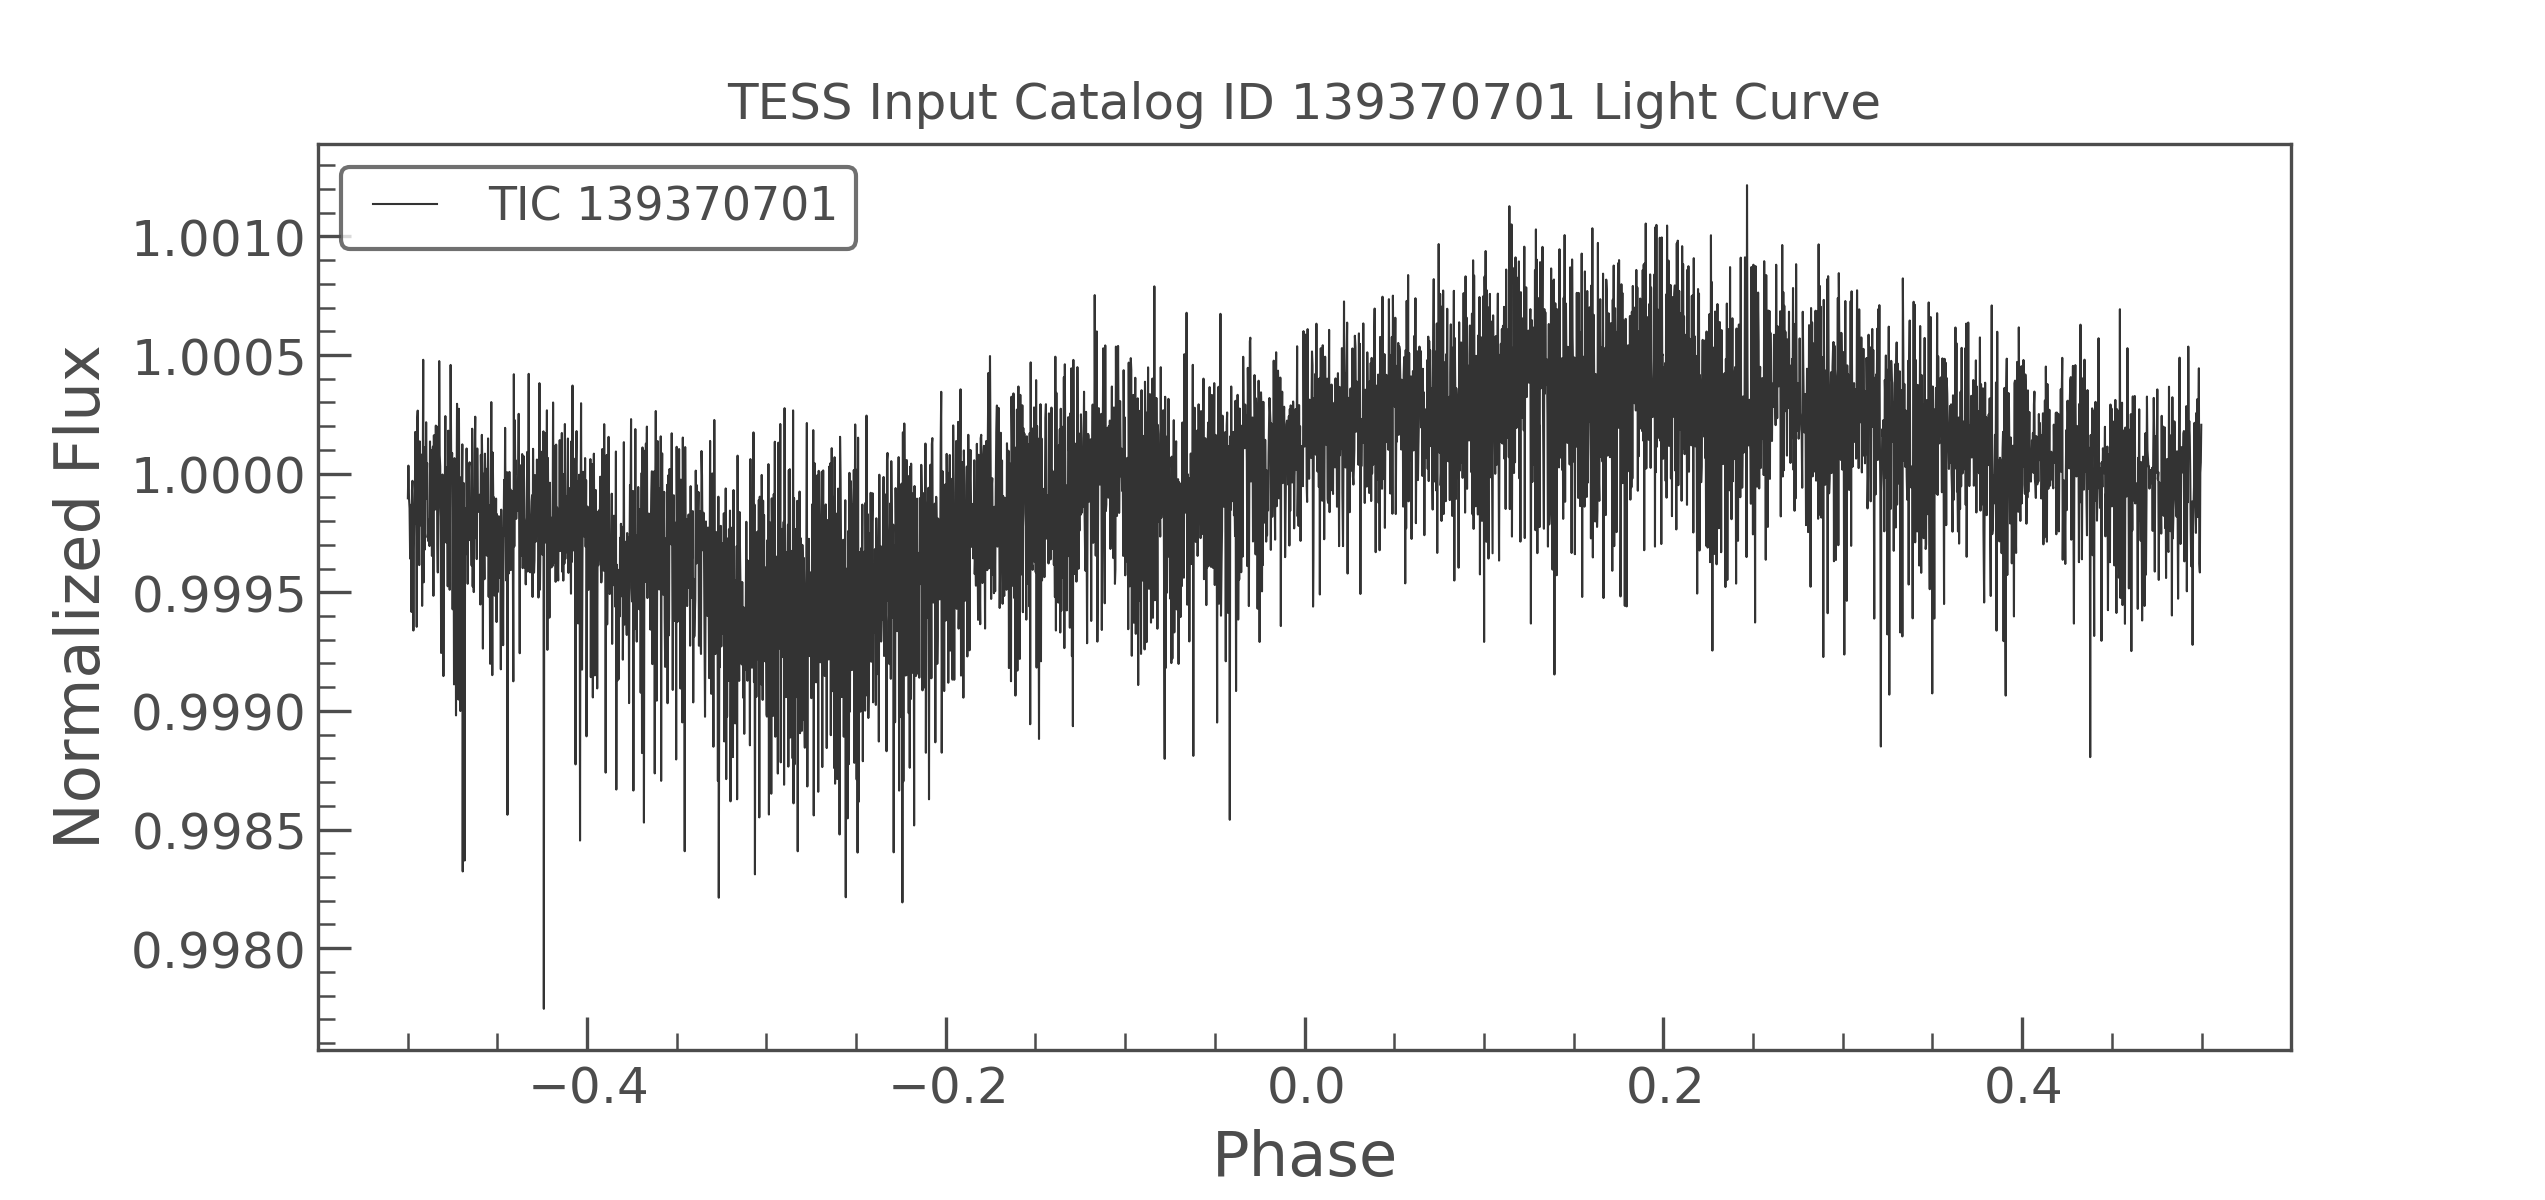 TESS Input Catalog ID 139370701 Light Curve
TIC 139370701
1.0010
1.0005
1.0000
0.9995
0.9990
0.9985
0.9980
Normalized Flux
−0.4 −0.2 0.0 0.2 0.4
Phase